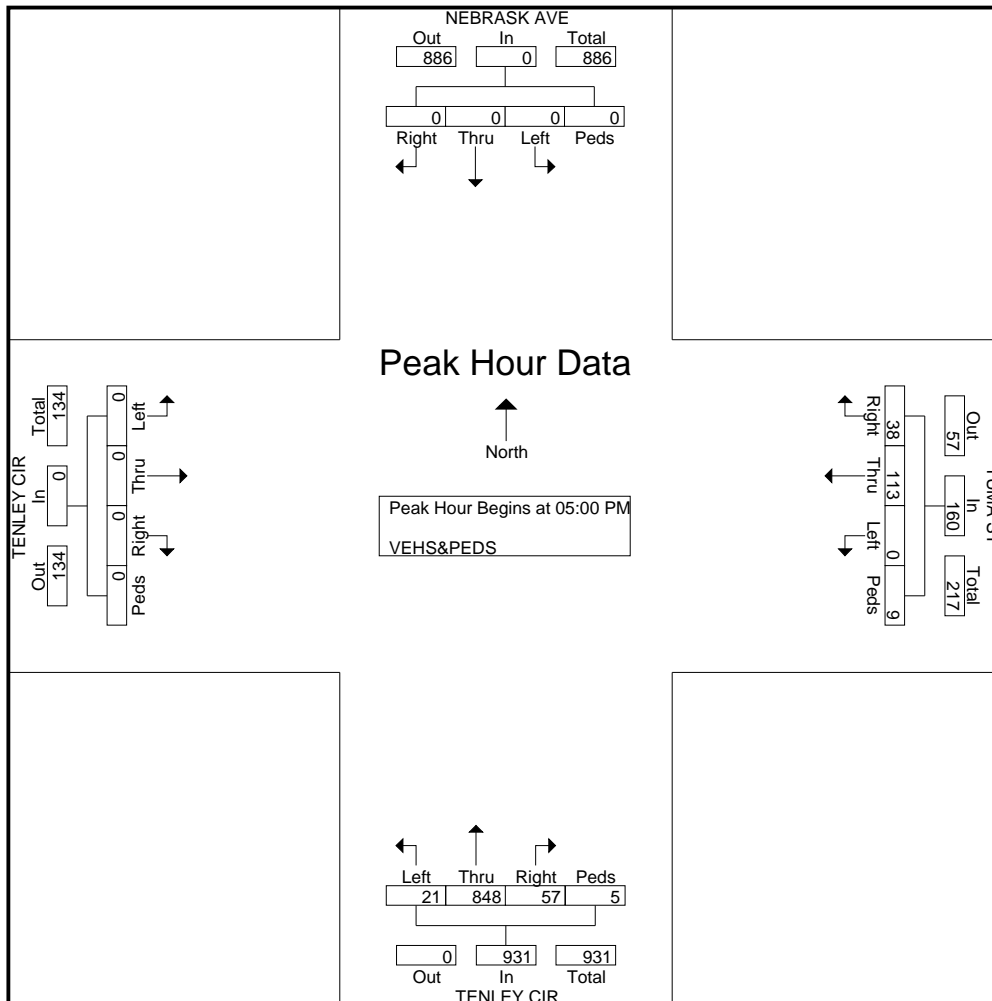 NEBRASK AVE
Out In Total
886 0 886
0 0 0 0
Right Thru Left Peds
Peak Hour Data
North
Peak Hour Begins at 05:00 PM
VEHS&PEDS
TENLEY CIR
Out In Total
134 0 134
0 0 0 0
Peds Right Thru Left
Right Thru Left Peds
38 113 0 9
Out In Total
57 160 217
Left Thru Right Peds
21 848 57 5
0 931 931
Out In Total
TENLEY CIR